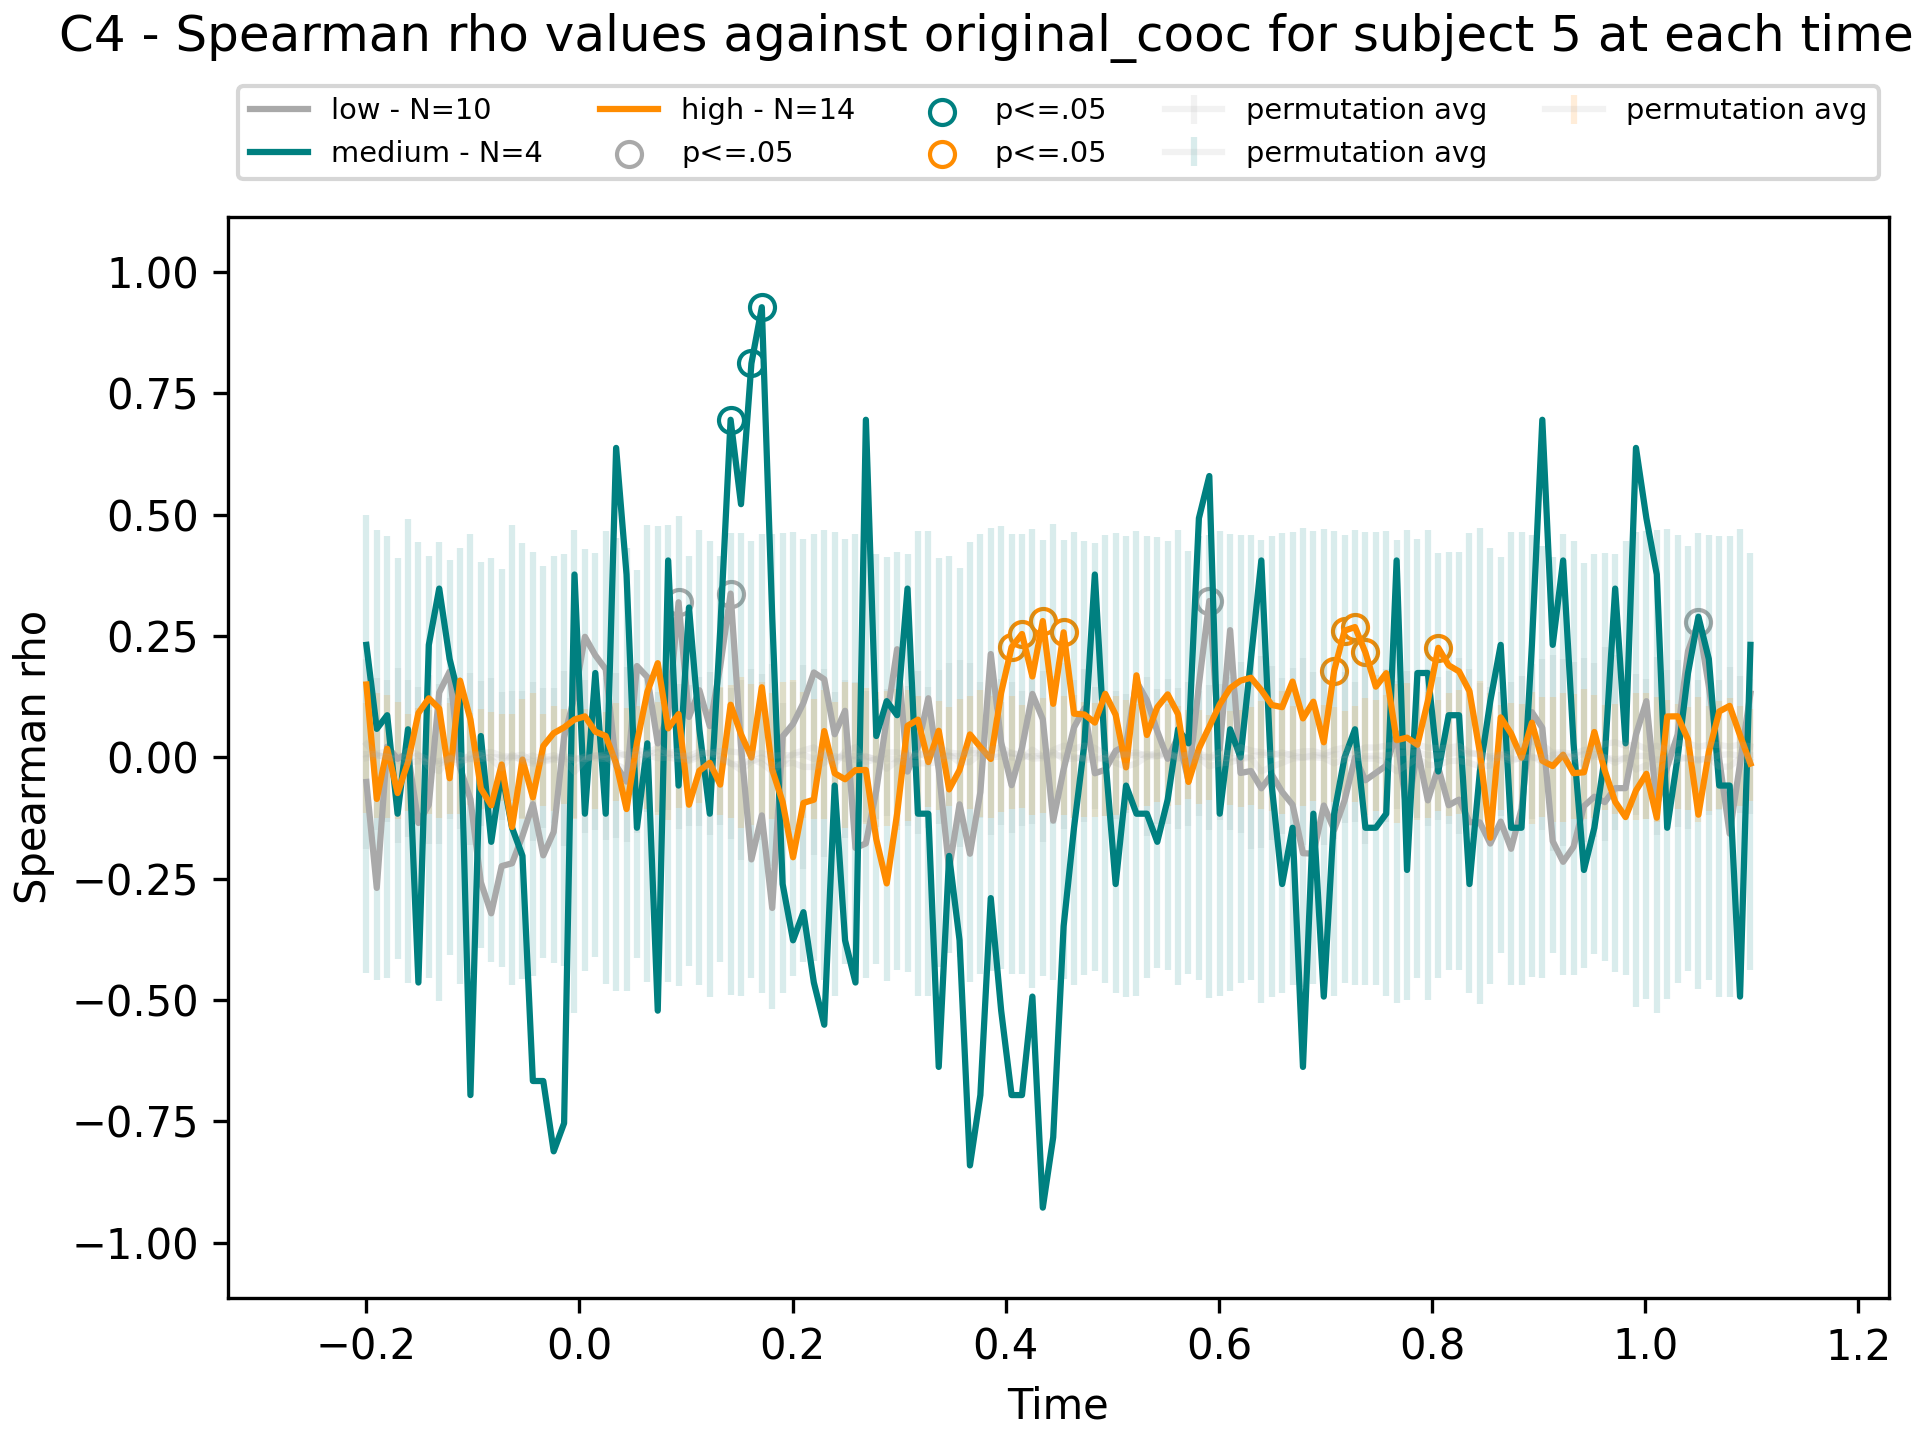 C4 - Spearman rho values against original_cooc for subject 5 at each time
low - N=10
medium - N=4
high - N=14
p<=.05
p<=.05
p<=.05
permutation avg
permutation avg
permutation avg
1.00
0.75
0.50
0.25
0.00
−0.25
−0.50
−0.75
−1.00
Spearman rho
−0.2 0.0 0.2 0.4 0.6 0.8 1.0 1.2
Time